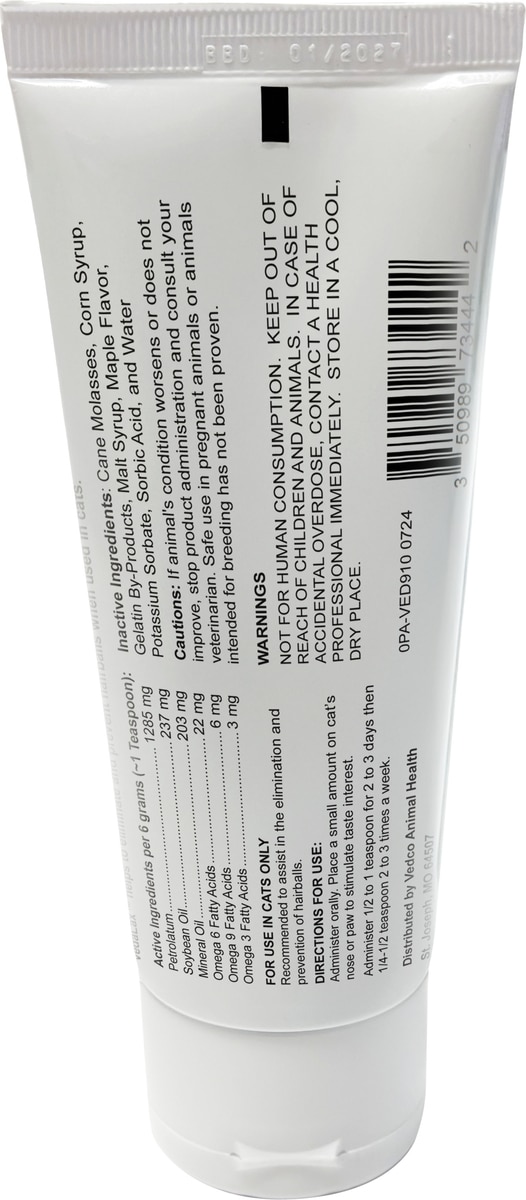 BBD: 01/2027
helps to eliminate and prevent hairballs when used in cats.
Active Ingredients per 6 grams (~1 Teaspoon):
Petrolatum 1285 mg
Soybean Oil 237 mg
Mineral Oil 203 mg
Omega 6 Fatty Acids 22 mg
Omega 9 Fatty Acids 6 mg
Omega 3 Fatty Acids 3 mg
FOR USE IN CATS ONLY
Recommended to assist in the elimination and
prevention of hairballs.
DIRECTIONS FOR USE:
Administer orally. Place a small amount on cat's
nose or paw to stimulate taste interest.
Administer 1/2 to 1 teaspoon for 2 to 3 days then
1/4-1/2 teaspoon 2 to 3 times a week.
Distributed by Vedco Animal Health
St. Joseph, MO 64507
Inactive Ingredients: Cane Molasses, Corn Syrup,
Gelatin By-Products, Malt Syrup, Maple Flavor,
Potassium Sorbate, Sorbic Acid, and Water
Cautions: If animal's condition worsens or does not
improve, stop product administration and consult your
veterinarian. Safe use in pregnant animals or animals
intended for breeding has not been proven.
WARNINGS
NOT FOR HUMAN CONSUMPTION. KEEP OUT OF
REACH OF CHILDREN AND ANIMALS. IN CASE OF
ACCIDENTAL OVERDOSE, CONTACT A HEALTH
PROFESSIONAL IMMEDIATELY. STORE IN A COOL,
DRY PLACE.
0PA-VED910 0724
3 50989 73444 2